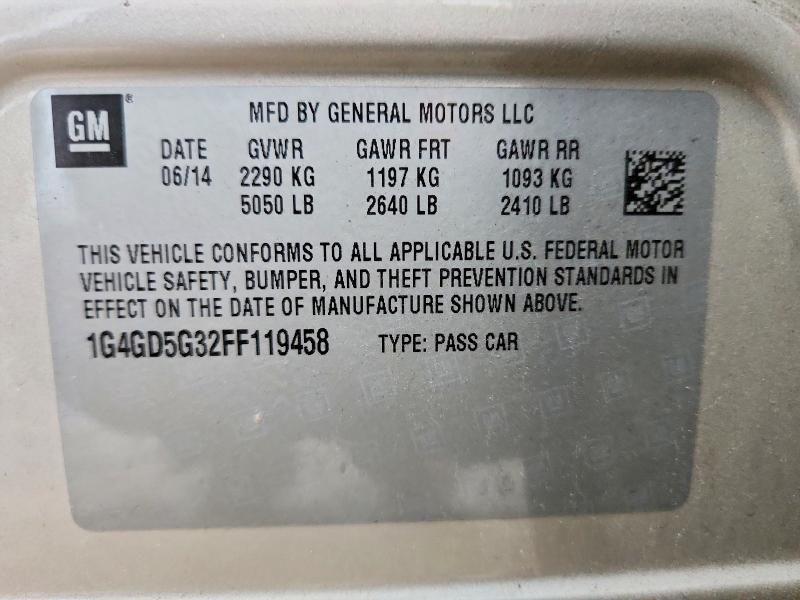 GM ®
MFD BY GENERAL MOTORS LLC
DATE GVWR GAWR FRT GAWR RR
06/14 2290 KG 1197 KG 1093 KG
5050 LB 2640 LB 2410 LB
THIS VEHICLE CONFORMS TO ALL APPLICABLE U.S. FEDERAL MOTOR
VEHICLE SAFETY, BUMPER, AND THEFT PREVENTION STANDARDS IN
EFFECT ON THE DATE OF MANUFACTURE SHOWN ABOVE.
1G4GD5G32FF119458 TYPE: PASS CAR